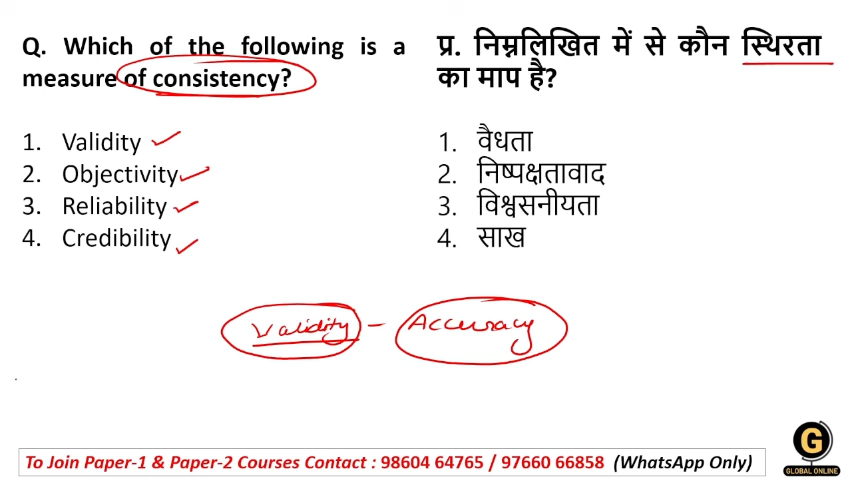 Q. Which of the following is a
measure of consistency?
1. Validity
2. Objectivity
3. Reliability
4. Credibility
प्र. निम्नलिखित में से कौन स्थिरता
का माप है?
1. वैधता
2. निष्पक्षतावाद
3. विश्वसनीयता
4. साख
Validity - Accuracy
G
GLOBAL ONLINE
To Join Paper-1 & Paper-2 Courses Contact : 98604 64765 / 97660 66858 (WhatsApp Only)